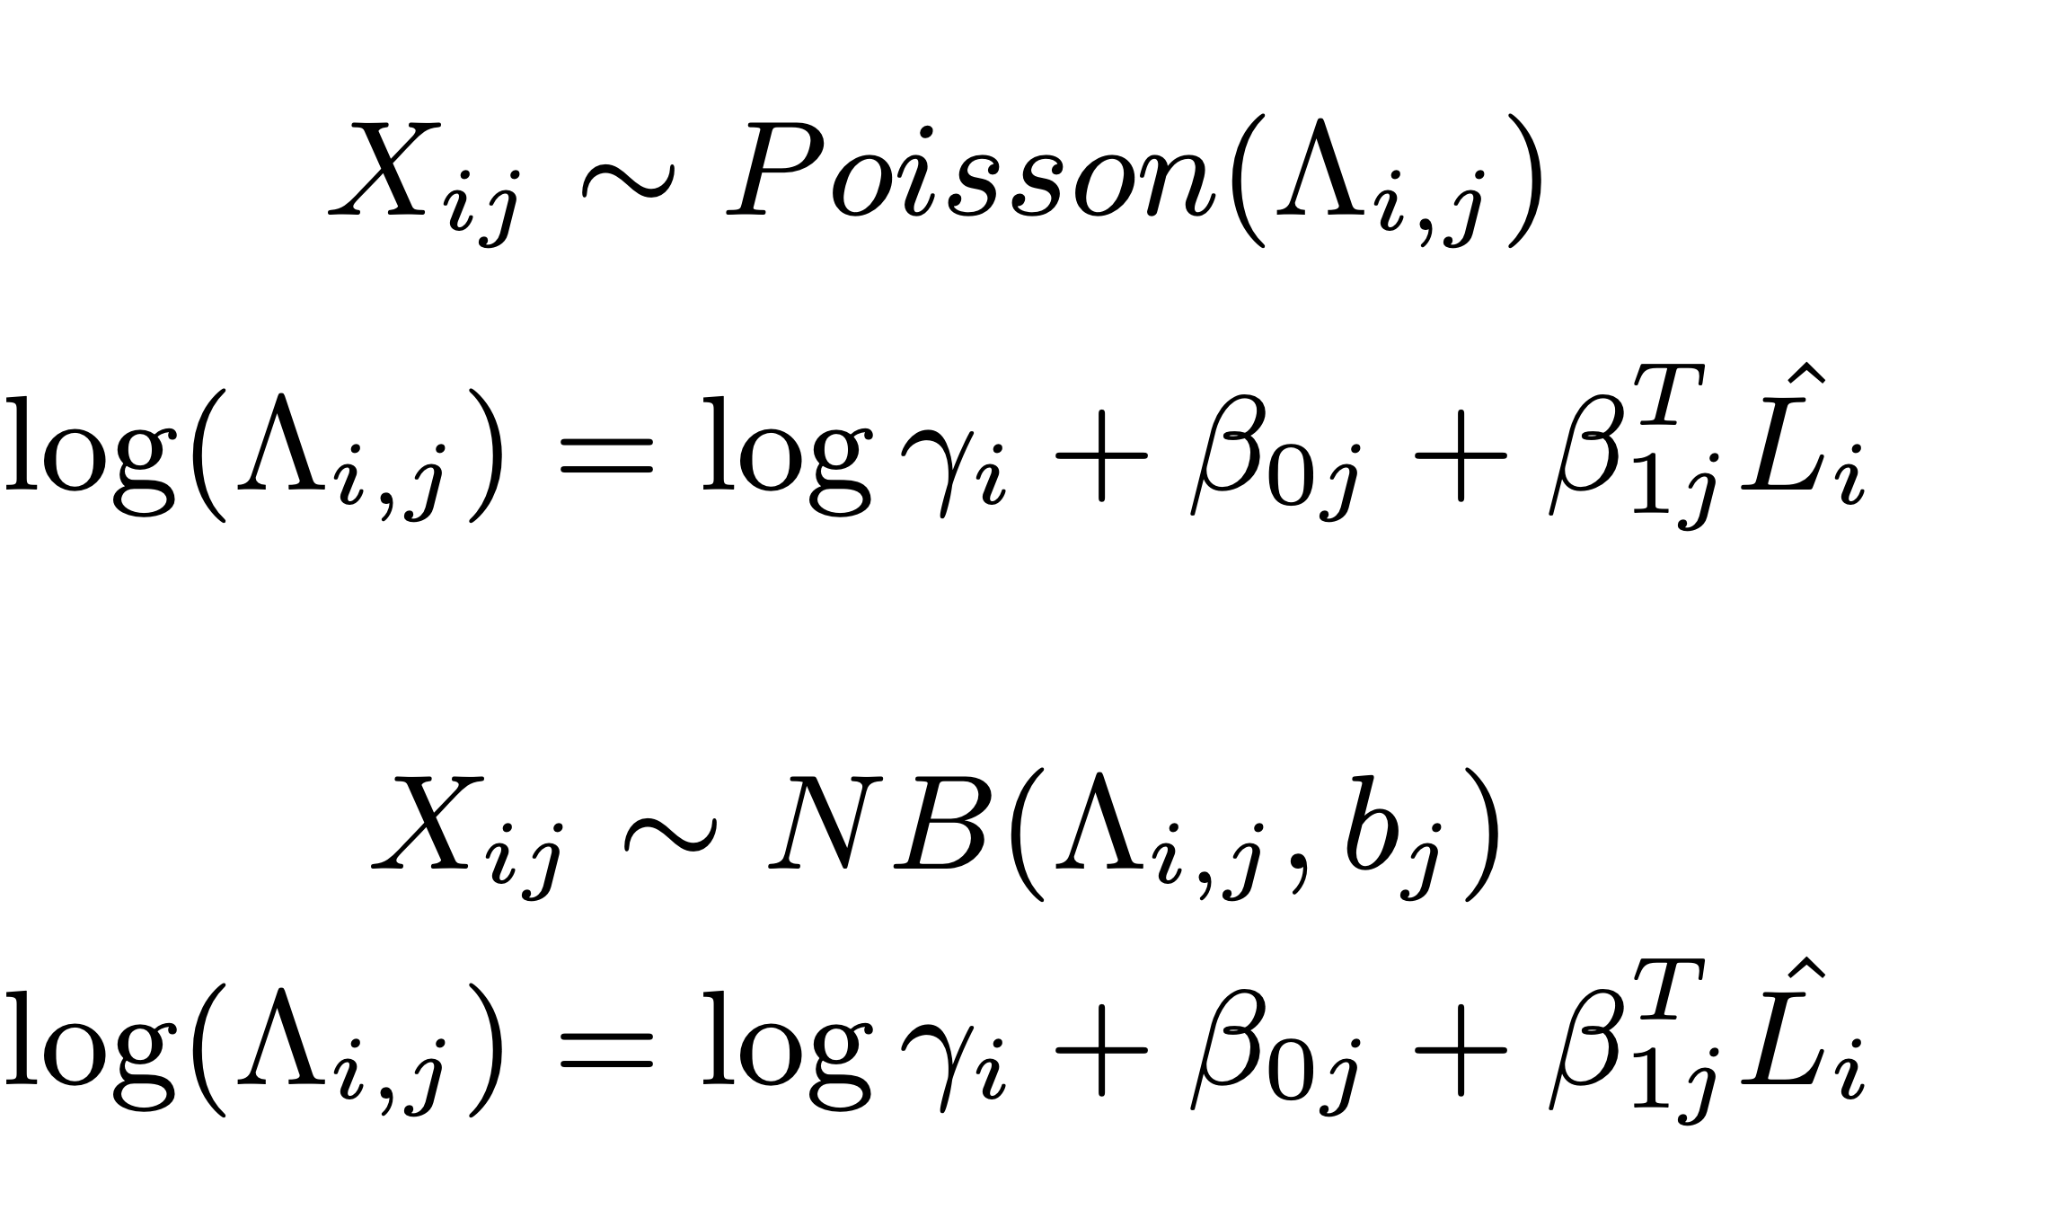 X_{ij} \sim Poisson(\Lambda_{i,j})
\log(\Lambda_{i,j}) = \log \gamma_i + \beta_{0j} + \beta_{1j}^T \hat{L}_i
X_{ij} \sim NB(\Lambda_{i,j}, b_j)
\log(\Lambda_{i,j}) = \log \gamma_i + \beta_{0j} + \beta_{1j}^T \hat{L}_i